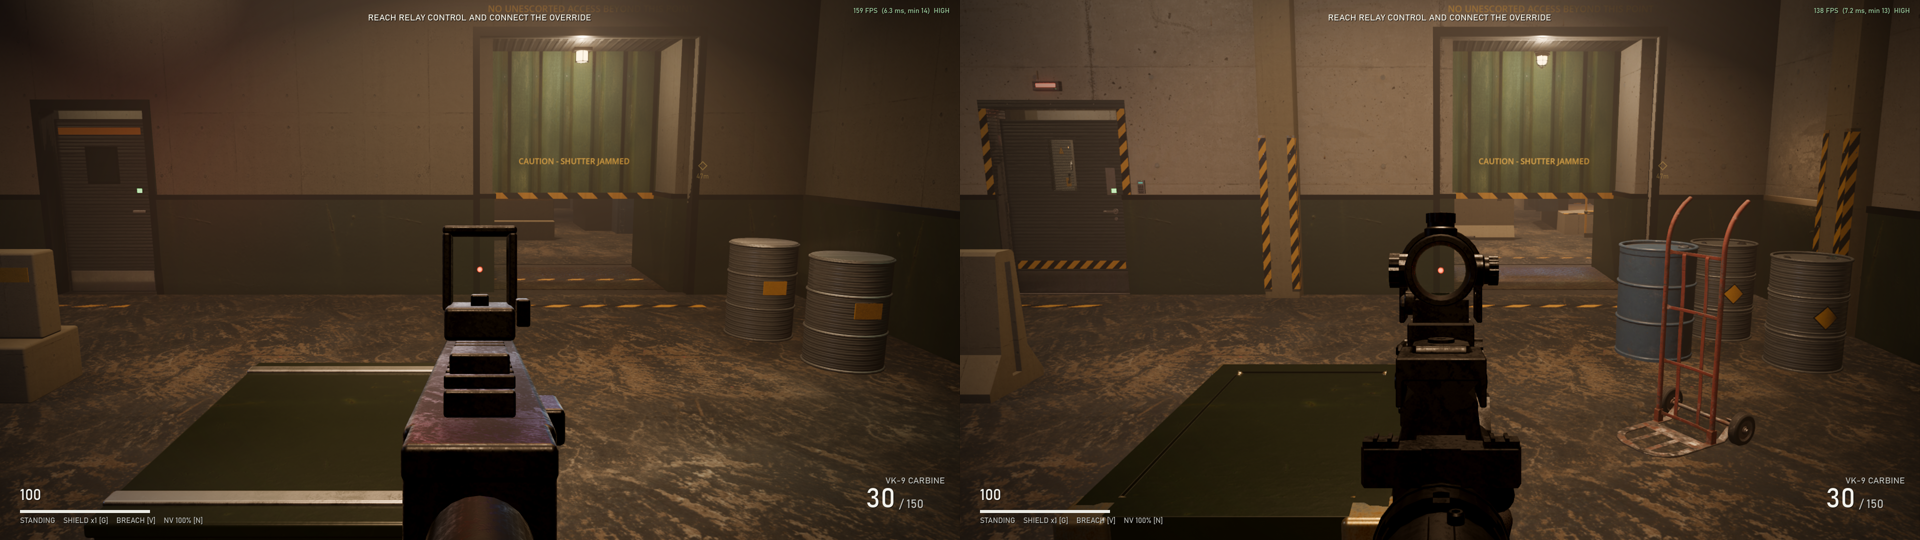 NO UNESCORTED ACCESS
REACH RELAY CONTROL AND CONNECT THE OVERRIDE
159 FPS (6.3 ms, min 14) HIGH
CAUTION - SHUTTER JAMMED
100
STANDING SHIELD x1 [G] BREACH [V] NV 100% [N]
VK-9 CARBINE
30 / 150
NO UNESCORTED ACCESS
REACH RELAY CONTROL AND CONNECT THE OVERRIDE
138 FPS (7.2 ms, min 13) HIGH
CAUTION - SHUTTER JAMMED
100
STANDING SHIELD x1 [G] BREACH [V] NV 100% [N]
VK-9 CARBINE
30 / 150